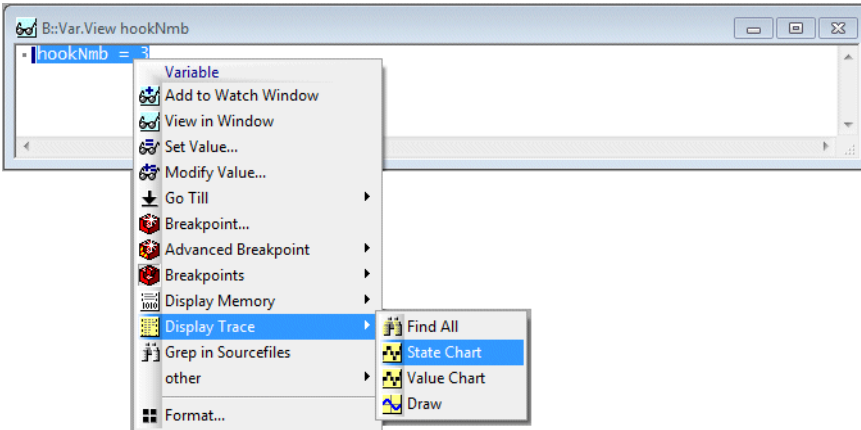 B::Var.View hookNmb
hookNmb = 3
Variable
Add to Watch Window
View in Window
Set Value...
Modify Value...
Go Till
Breakpoint...
Advanced Breakpoint
Breakpoints
Display Memory
Display Trace
Find All
Grep in Sourcefiles
State Chart
other
Value Chart
Draw
Format...